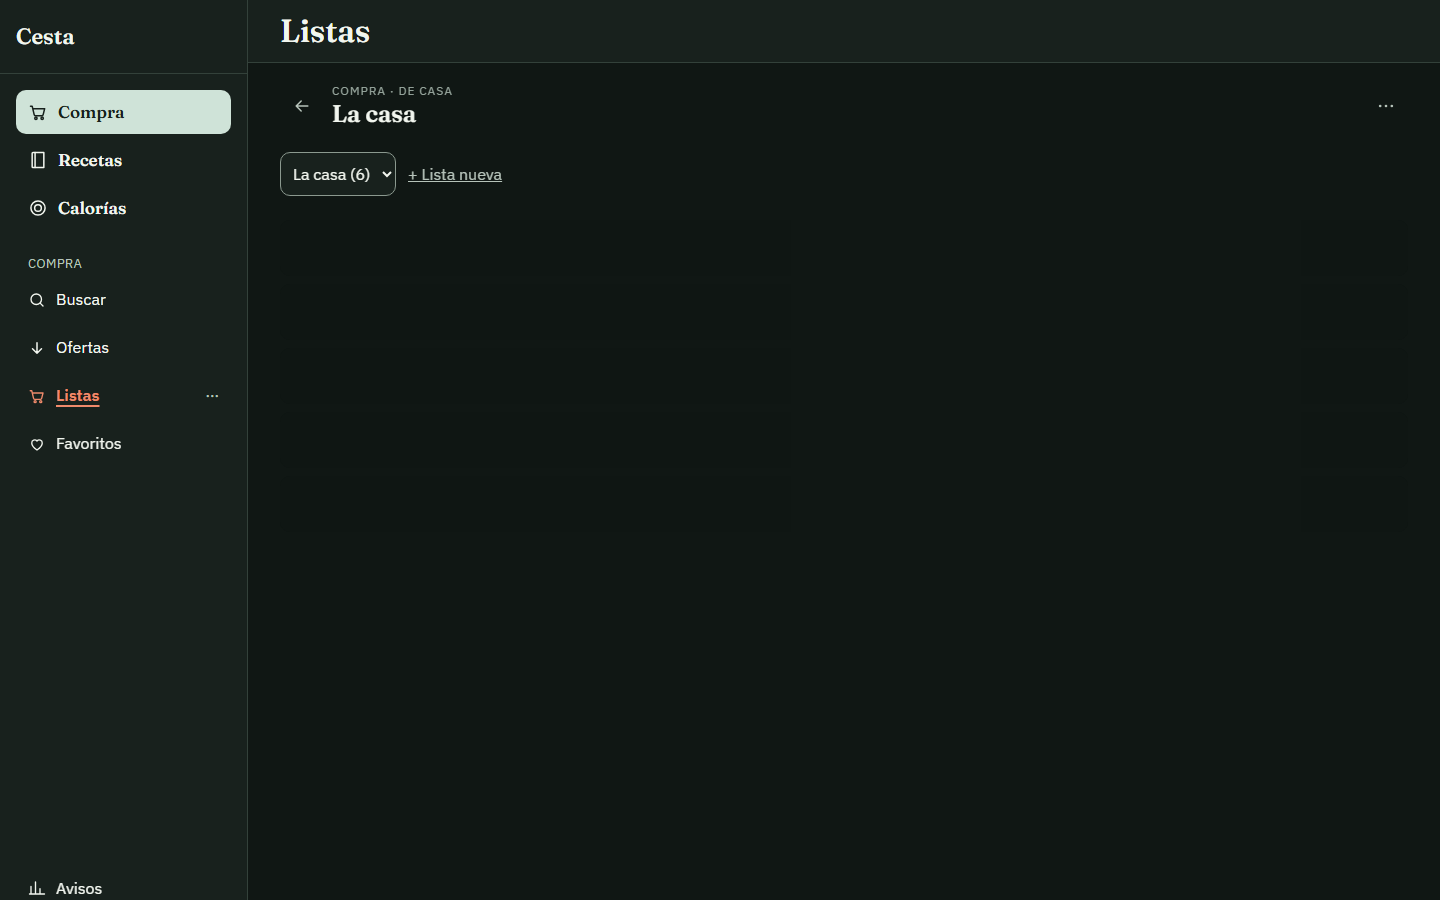 Cesta
Compra
Recetas
Calorías
COMPRA
Buscar
Ofertas
Listas
Favoritos
Avisos
Listas
COMPRA · DE CASA
La casa
La casa (6)
+ Lista nueva